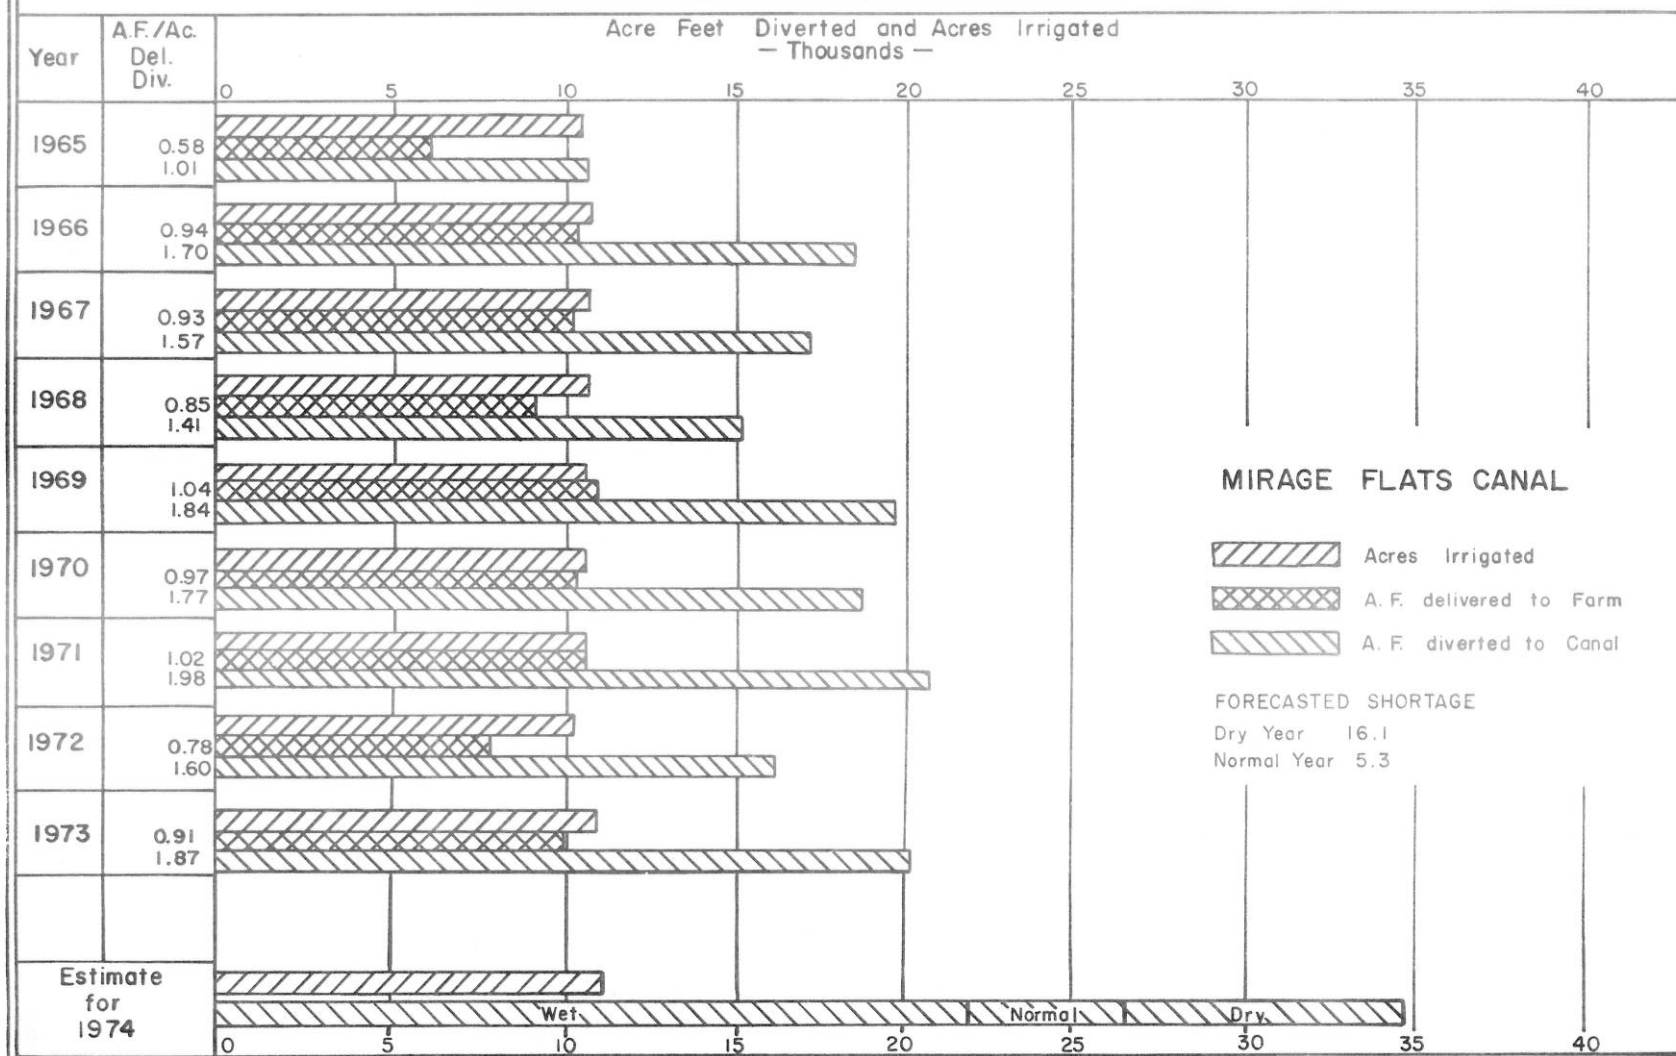 Acre Feet Diverted and Acres Irrigated
— Thousands —
Year
A.F./Ac.
Del.
Div.
0 5 10 15 20 25 30 35 40
1965
0.58
1.01
1966
0.94
1.70
1967
0.93
1.57
1968
0.85
1.41
1969
1.04
1.84
1970
0.97
1.77
1971
1.02
1.98
1972
0.78
1.60
1973
0.91
1.87
MIRAGE FLATS CANAL
Acres Irrigated
A.F. delivered to Farm
A.F. diverted to Canal
FORECASTED SHORTAGE
Dry Year 16.1
Normal Year 5.3
Estimate
for
1974
Wet Normal Dry
0 5 10 15 20 25 30 35 40